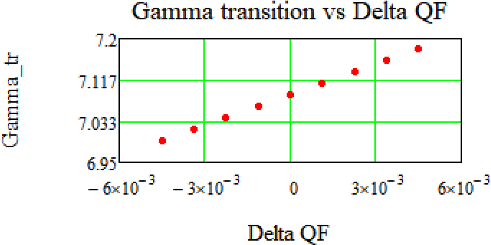 Gamma transition vs Delta QF
7.2
7.117
7.033
6.95
Gamma_tr
−6×10⁻³ −3×10⁻³ 0 3×10⁻³ 6×10⁻³
Delta QF